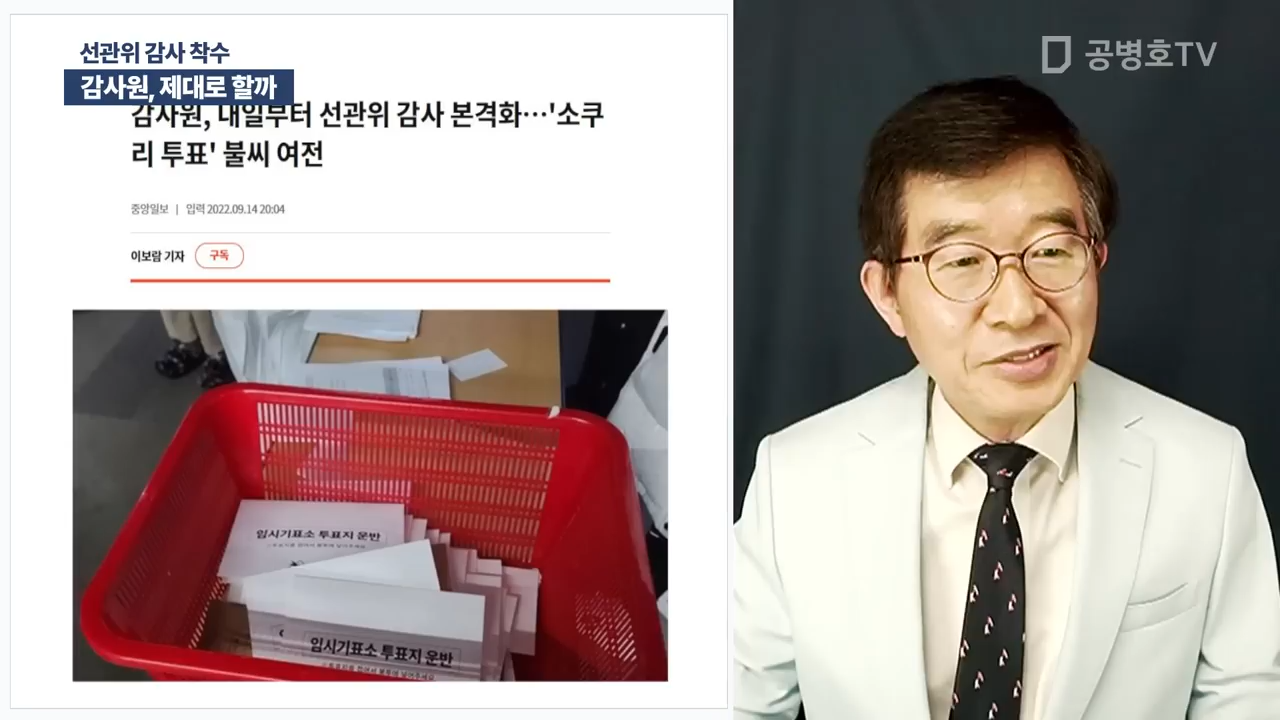 선관위 감사 착수
감사원, 제대로 할까
공병호TV
감사원, 내일부터 선관위 감사 본격화…'소쿠
리 투표' 불씨 여전
중앙일보 | 입력 2022.09.14 20:04
이보람 기자 구독
임시기표소 투표지 운반
임시기표소 투표지 운반